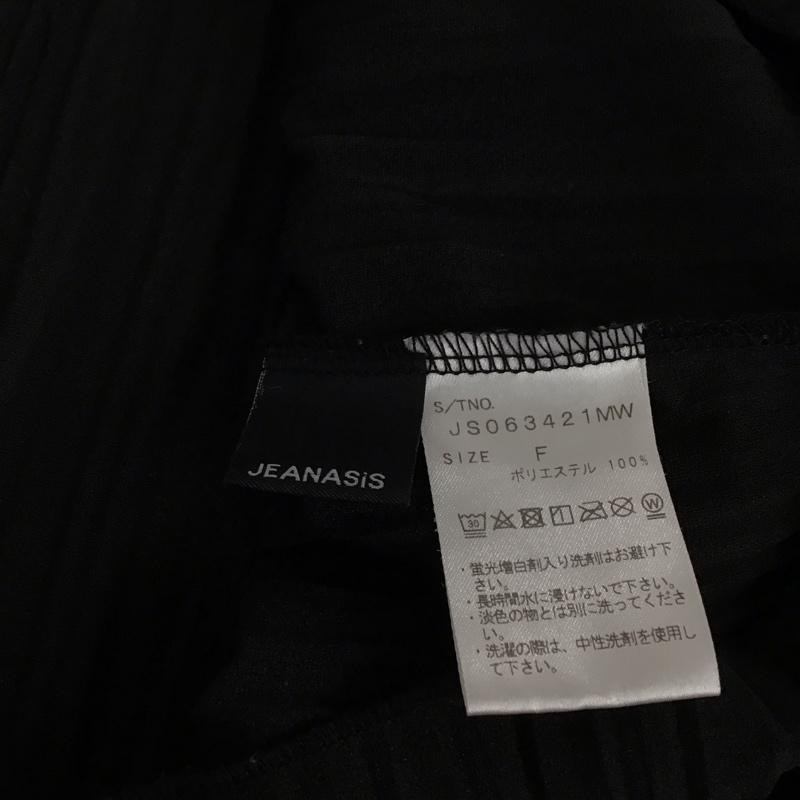 JEANASiS
S/TNO.
JS063421MW
SIZE F
ポリエステル 100%
30
W
・蛍光増白剤入り洗剤はお避け下
さい。
・長時間水に浸けないで下さい。
・淡色の物とは別に洗ってくださ
い。
・洗濯の際は、中性洗剤を使用し
て下さい。